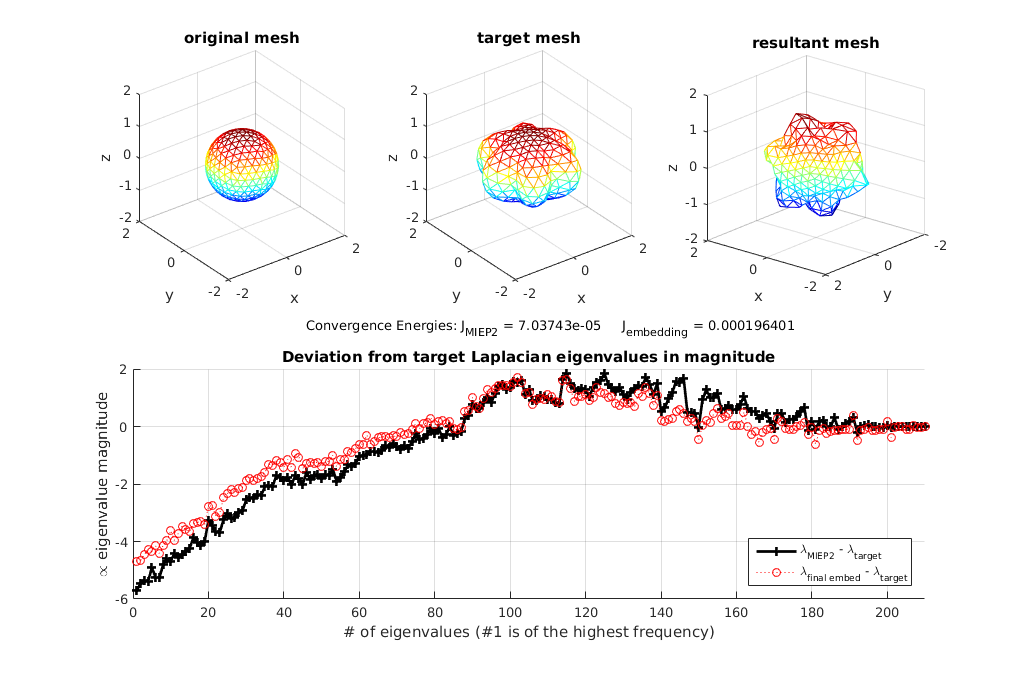 original mesh
target mesh
resultant mesh
2
1
0
-1
-2
z
2
0
-2
y
-2
0
2
x
2
1
0
-1
-2
z
2
0
-2
y
-2
0
2
x
2
1
0
-1
-2
z
2
0
-2
x
2
0
-2
y
Convergence Energies: J_MIEP2 = 7.03743e-05 J_embedding = 0.000196401
Deviation from target Laplacian eigenvalues in magnitude
∝ eigenvalue magnitude
2
0
-2
-4
-6
0 20 40 60 80 100 120 140 160 180 200
# of eigenvalues (#1 is of the highest frequency)
λ_MIEP2 - λ_target
λ_final embed - λ_target